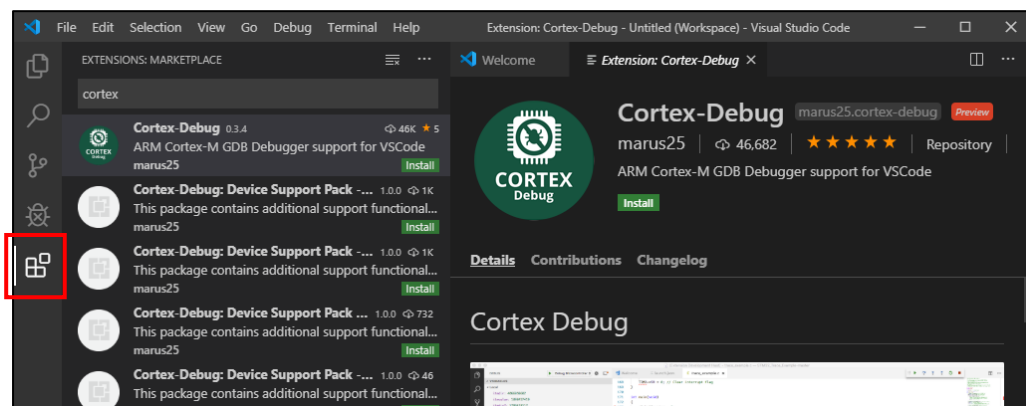 File Edit Selection View Go Debug Terminal Help Extension: Cortex-Debug - Untitled (Workspace) - Visual Studio Code
EXTENSIONS: MARKETPLACE
cortex
Cortex-Debug 0.3.4 46K 5
ARM Cortex-M GDB Debugger support for VSCode
marus25 Install
CORTEX
Debug
Cortex-Debug: Device Support Pack -... 1.0.0 1K
This package contains additional support functional...
marus25 Install
Cortex-Debug: Device Support Pack -... 1.0.0 1K
This package contains additional support functional...
marus25 Install
Cortex-Debug: Device Support Pack ... 1.0.0 732
This package contains additional support functional...
marus25 Install
Cortex-Debug: Device Support Pack -... 1.0.0 46
This package contains additional support functional...
Welcome Extension: Cortex-Debug
CORTEX
Debug
Cortex-Debug marus25.cortex-debug Preview
marus25 46,682 Repository
ARM Cortex-M GDB Debugger support for VSCode
Install
Details Contributions Changelog
Cortex Debug